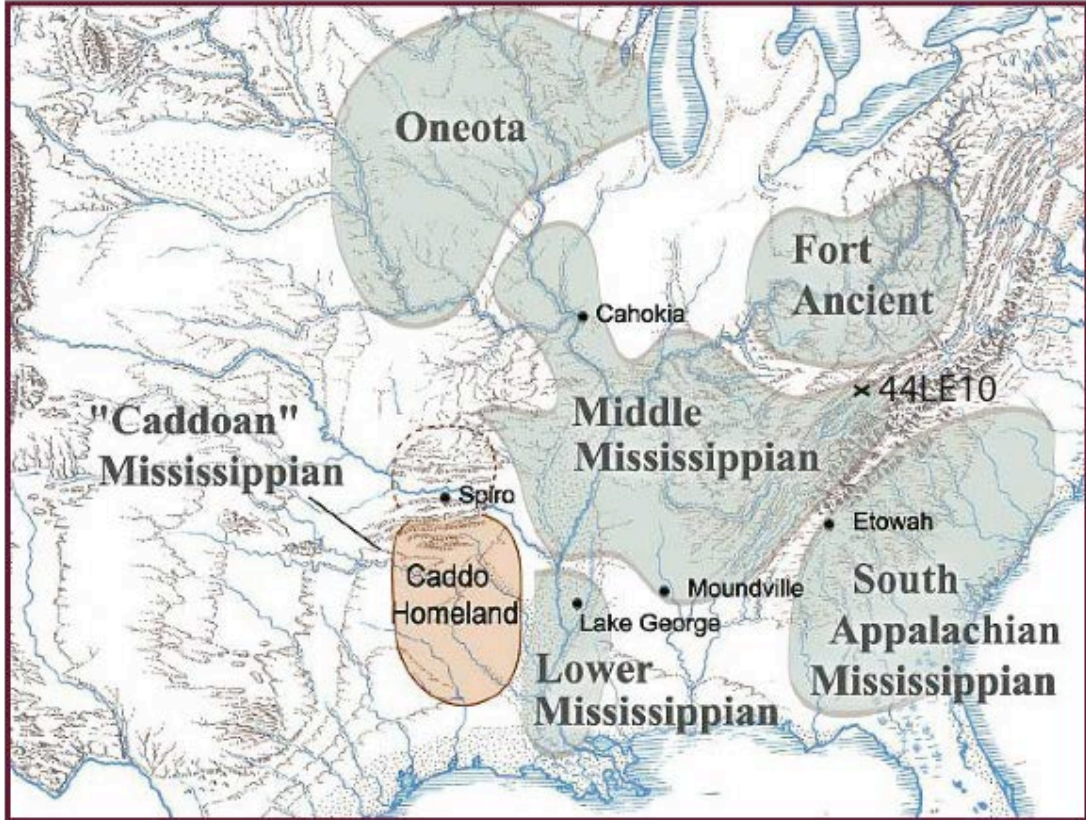 Oneota
Fort
Ancient
Cahokia
44LE10
"Caddoan"
Mississippian
Middle
Mississippian
Spiro
Etowah
Caddo
Homeland
Moundville
Lake George
South
Appalachian
Mississippian
Lower
Mississippian